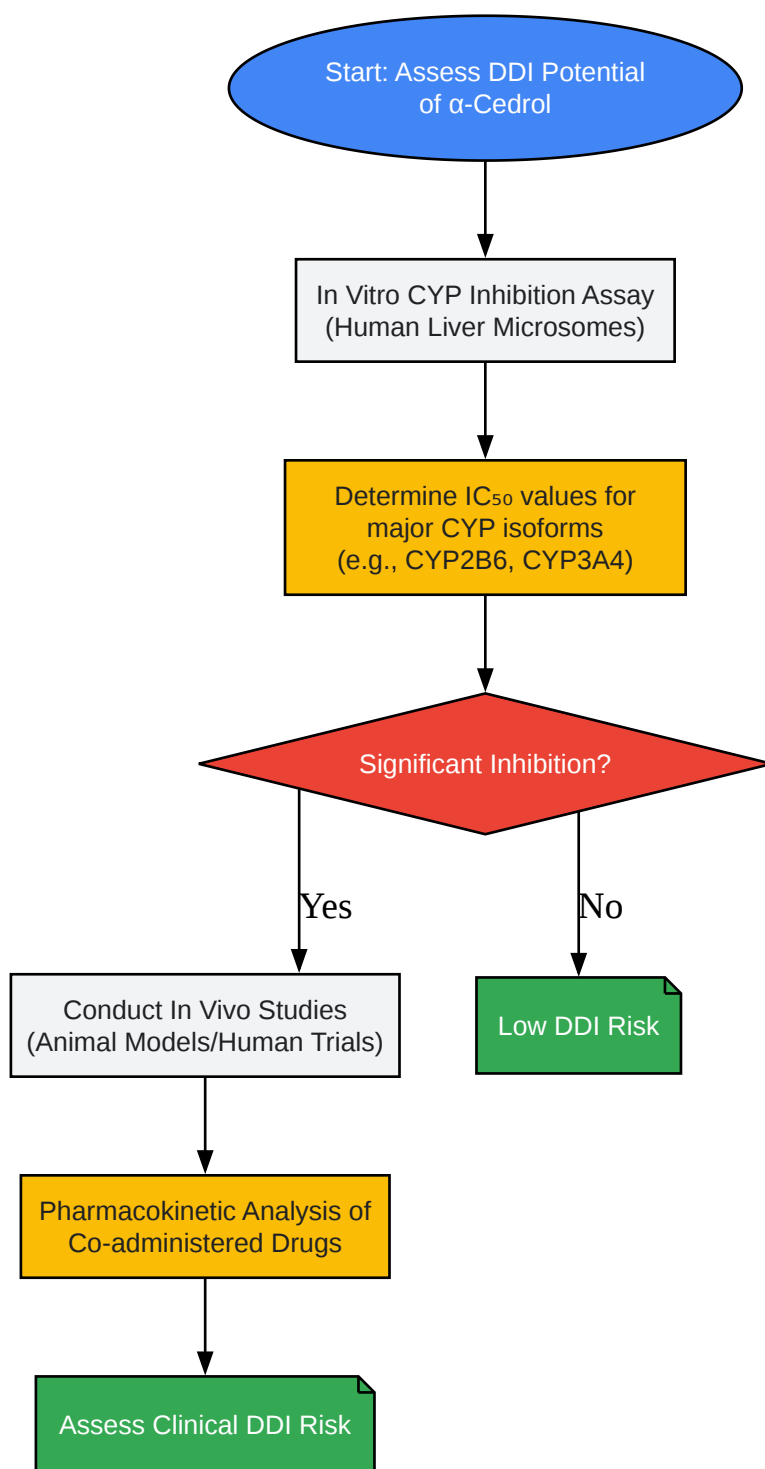 Start: Assess DDI Potential
of α-Cedrol
In Vitro CYP Inhibition Assay
(Human Liver Microsomes)
Determine IC₅₀ values for
major CYP isoforms
(e.g., CYP2B6, CYP3A4)
Significant Inhibition?
Yes
No
Conduct In Vivo Studies
(Animal Models/Human Trials)
Low DDI Risk
Pharmacokinetic Analysis of
Co-administered Drugs
Assess Clinical DDI Risk